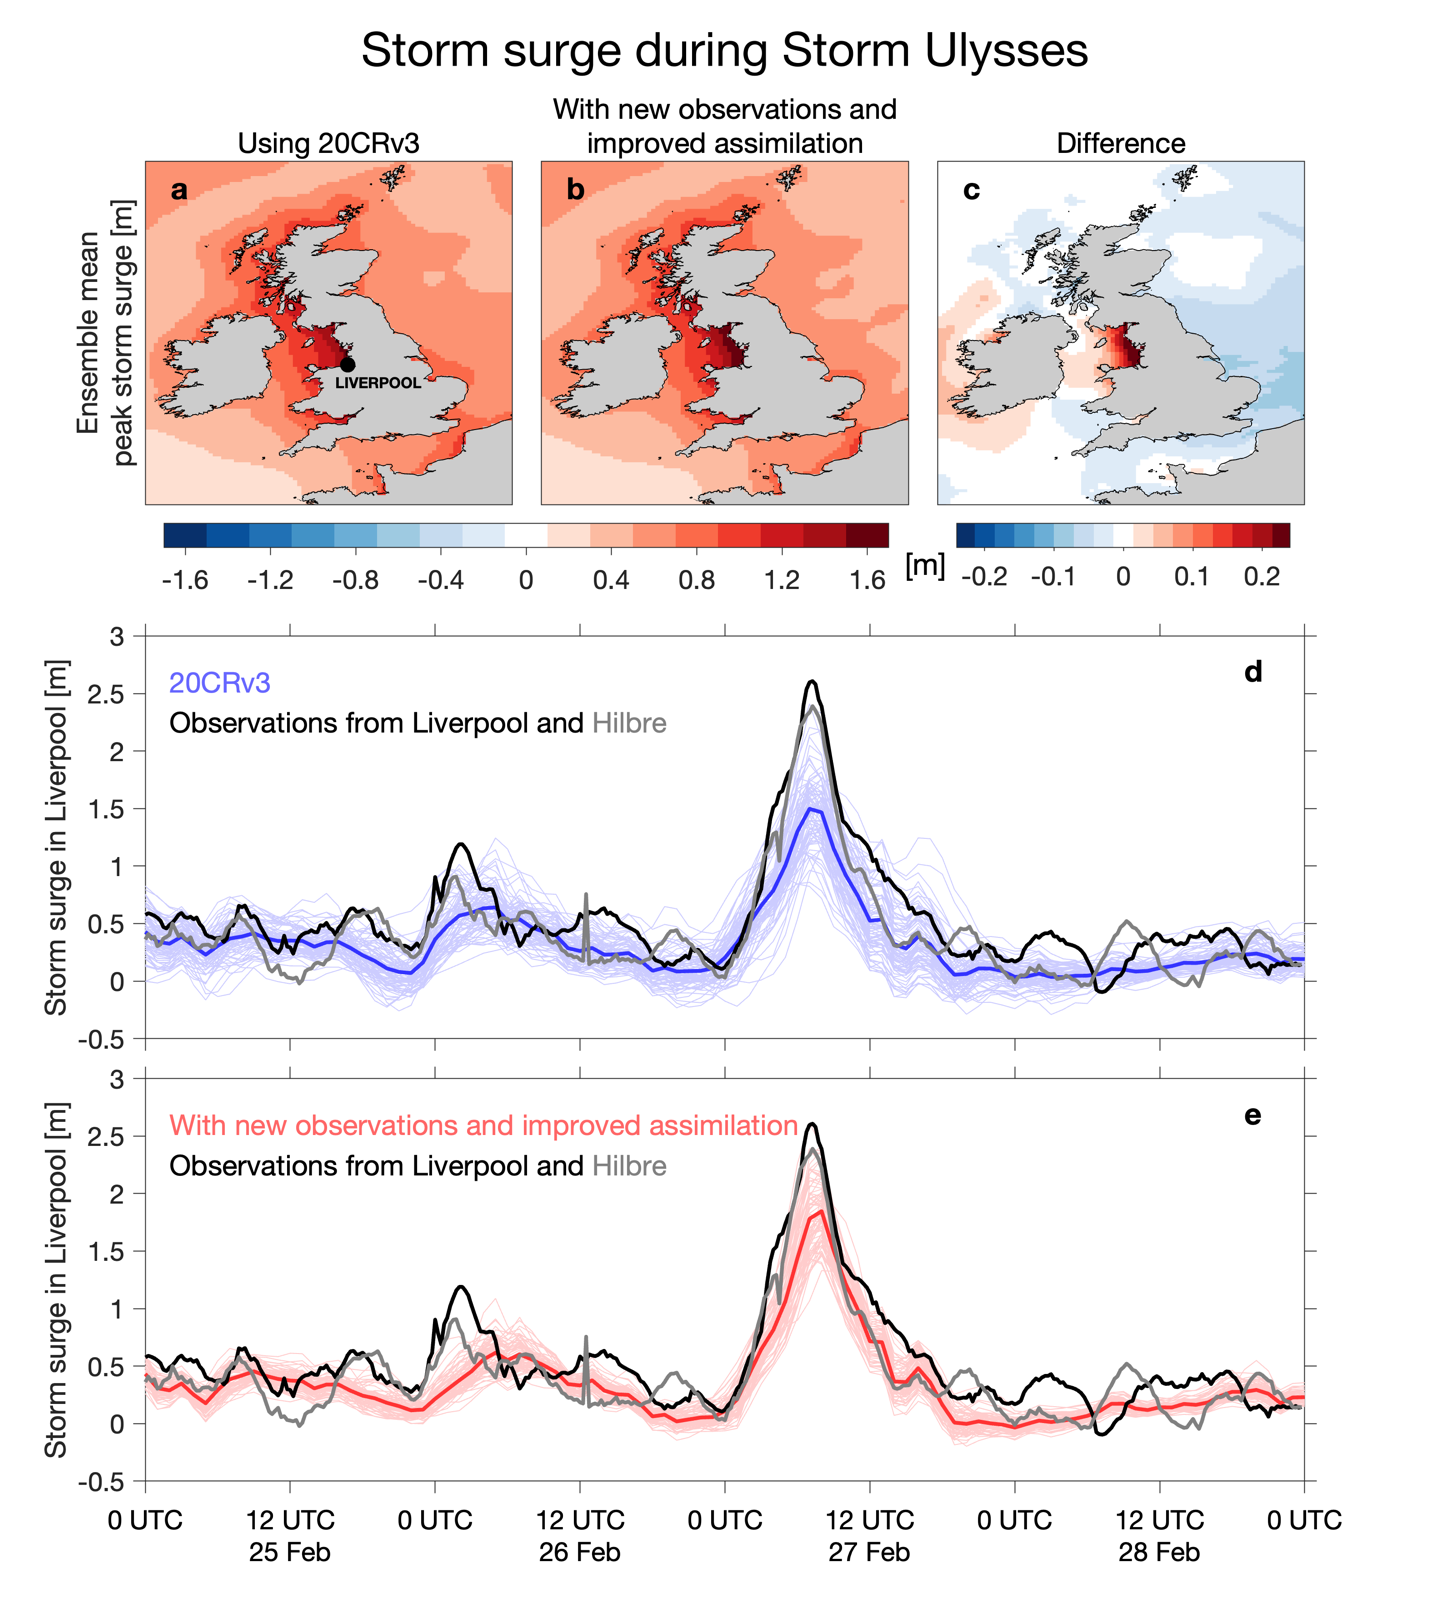 Storm surge during Storm Ulysses
Using 20CRv3
With new observations and
improved assimilation
Difference
Ensemble mean
peak storm surge [m]
a
LIVERPOOL
b
c
-1.6 -1.2 -0.8 -0.4 0 0.4 0.8 1.2 1.6
[m]
-0.2 -0.1 0 0.1 0.2
Storm surge in Liverpool [m]
3
2.5
2
1.5
1
0.5
0
-0.5
20CRv3
Observations from Liverpool and Hilbre
d
Storm surge in Liverpool [m]
3
2.5
2
1.5
1
0.5
0
-0.5
With new observations and improved assimilation
Observations from Liverpool and Hilbre
e
0 UTC 12 UTC 0 UTC 12 UTC 0 UTC 12 UTC 0 UTC 12 UTC 0 UTC
25 Feb 26 Feb 27 Feb 28 Feb